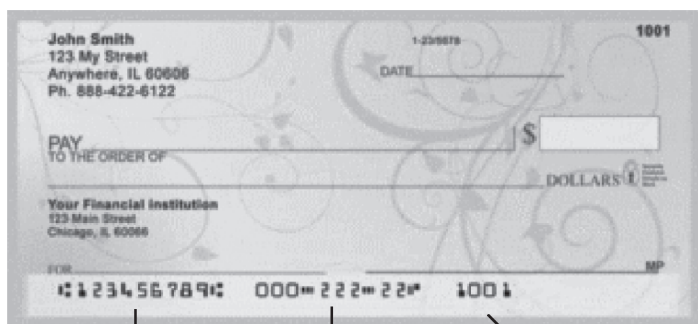 John Smith
123 My Street
Anywhere, IL 60606
Ph. 888-422-6122
1-23/5678
1001
DATE
PAY
TO THE ORDER OF
$
DOLLARS
Your Financial Institution
123 Main Street
Chicago, IL 60066
FOR
MP
⑆123456789⑆ 000⑉222⑉22⑈ 1001